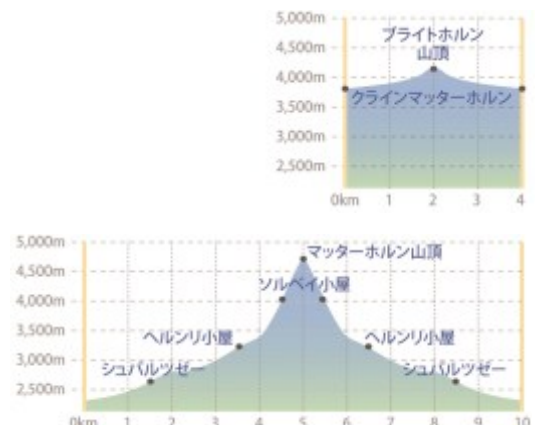 5,000m
ブライトホルン
4,500m
山頂
4,000m
クラインマッターホルン
3,500m
3,000m
2,500m
0km 1 2 3 4
5,000m
マッターホルン山頂
4,500m
ソルベイ小屋
4,000m
3,500m
ヘルンリ小屋 ヘルンリ小屋
3,000m
シュバルツゼー シュバルツゼー
2,500m
0km 1 2 3 4 5 6 7 8 9 10